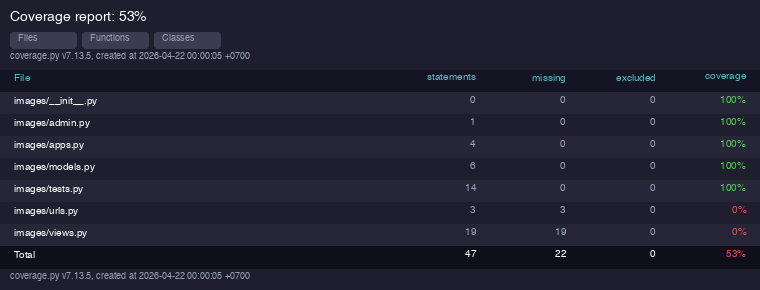 Coverage report: 53%
Files Functions Classes
coverage.py v7.13.5, created at 2026-04-22 00:00:05 +0700
File statements missing excluded coverage
images/__init__.py 0 0 0 100%
images/admin.py 1 0 0 100%
images/apps.py 4 0 0 100%
images/models.py 6 0 0 100%
images/tests.py 14 0 0 100%
images/urls.py 3 3 0 0%
images/views.py 19 19 0 0%
Total 47 22 0 53%
coverage.py v7.13.5, created at 2026-04-22 00:00:05 +0700